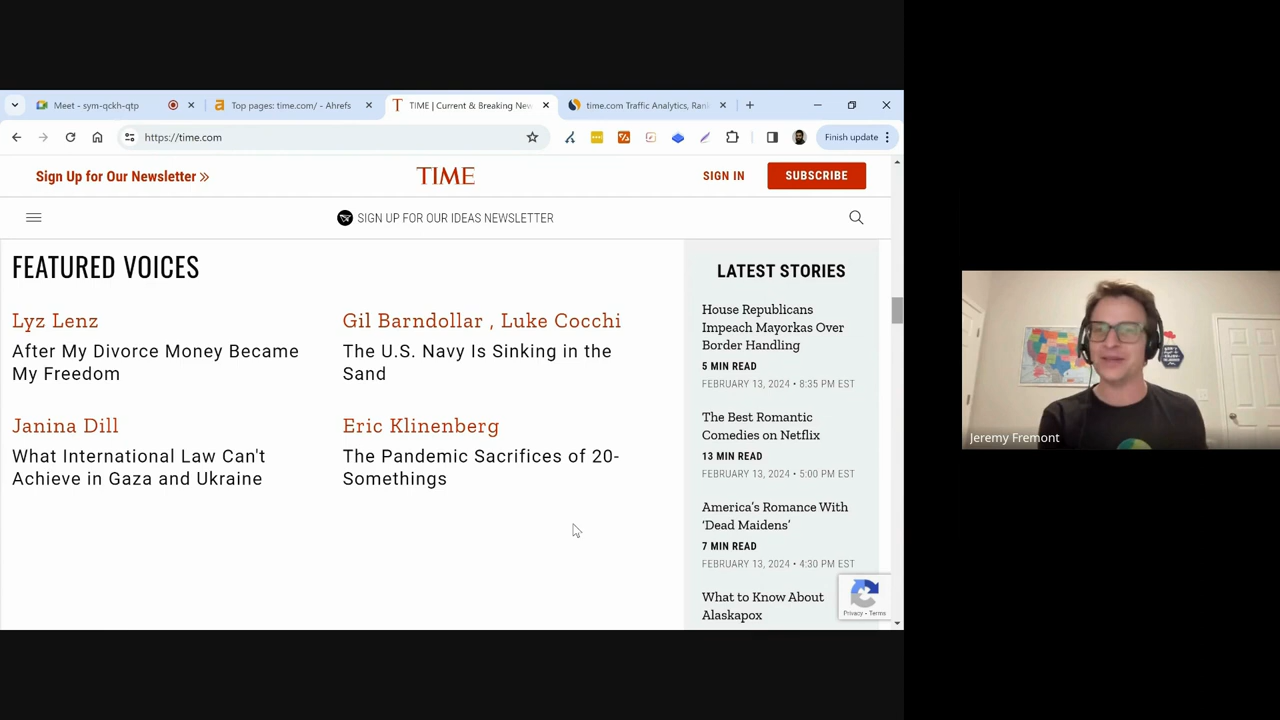 Meet - sym-qckh-qtp
Top pages: time.com/ - Ahrefs
TIME | Current & Breaking New
time.com Traffic Analytics, Rank
https://time.com
Finish update
Sign Up for Our Newsletter »
TIME
SIGN IN
SUBSCRIBE
SIGN UP FOR OUR IDEAS NEWSLETTER
FEATURED VOICES
Lyz Lenz
After My Divorce Money Became
My Freedom
Gil Barndollar , Luke Cocchi
The U.S. Navy Is Sinking in the
Sand
Janina Dill
What International Law Can't
Achieve in Gaza and Ukraine
Eric Klinenberg
The Pandemic Sacrifices of 20-
Somethings
LATEST STORIES
House Republicans
Impeach Mayorkas Over
Border Handling
5 MIN READ
FEBRUARY 13, 2024 • 8:35 PM EST
The Best Romantic
Comedies on Netflix
13 MIN READ
FEBRUARY 13, 2024 • 5:00 PM EST
America's Romance With
'Dead Maidens'
7 MIN READ
FEBRUARY 13, 2024 • 4:30 PM EST
What to Know About
Alaskapox
Privacy - Terms
Jeremy Fremont